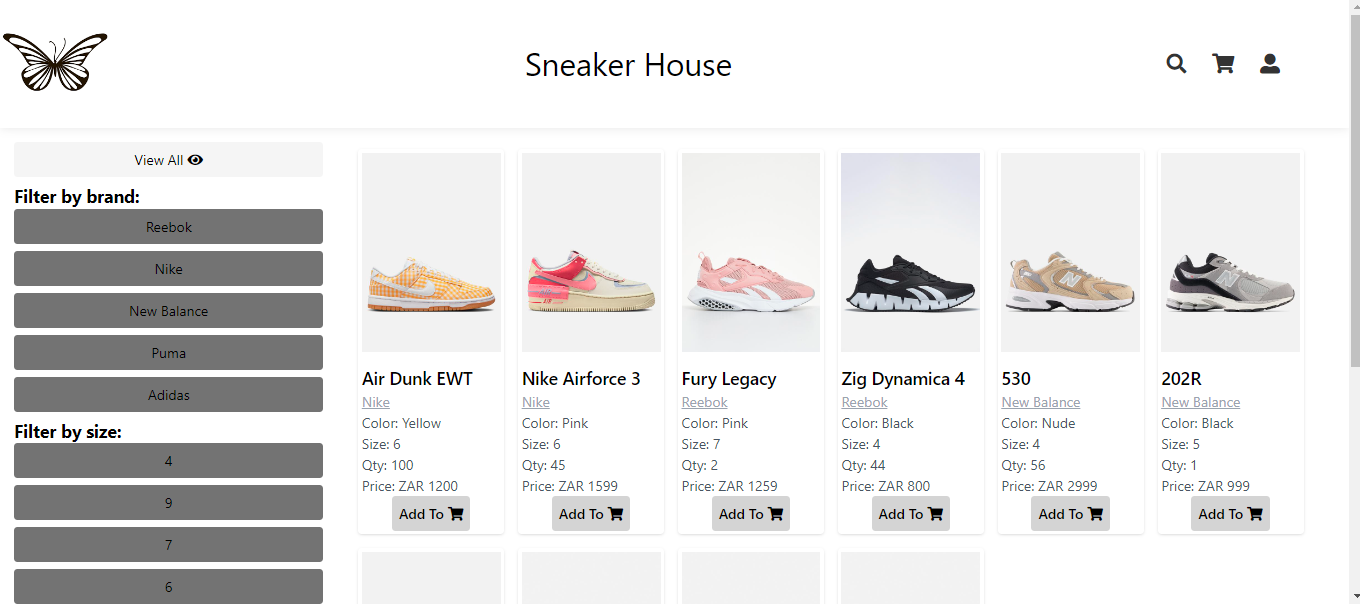 Sneaker House
View All
Filter by brand:
Reebok
Nike
New Balance
Puma
Adidas
Filter by size:
4
9
7
6
Air Dunk EWT
Nike
Color: Yellow
Size: 6
Qty: 100
Price: ZAR 1200
Add To
Nike Airforce 3
Nike
Color: Pink
Size: 6
Qty: 45
Price: ZAR 1599
Add To
Fury Legacy
Reebok
Color: Pink
Size: 7
Qty: 2
Price: ZAR 1259
Add To
Zig Dynamica 4
Reebok
Color: Black
Size: 4
Qty: 44
Price: ZAR 800
Add To
530
New Balance
Color: Nude
Size: 4
Qty: 56
Price: ZAR 2999
Add To
202R
New Balance
Color: Black
Size: 5
Qty: 1
Price: ZAR 999
Add To